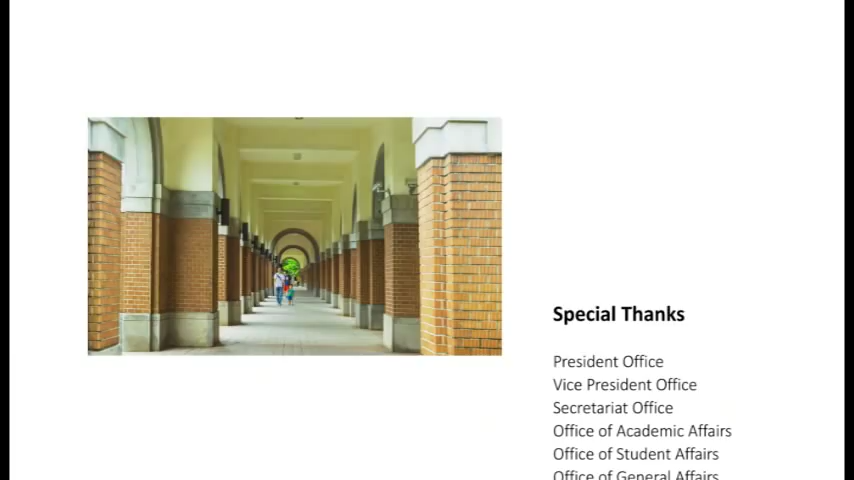 Special Thanks
President Office
Vice President Office
Secretariat Office
Office of Academic Affairs
Office of Student Affairs
Office of General Affairs